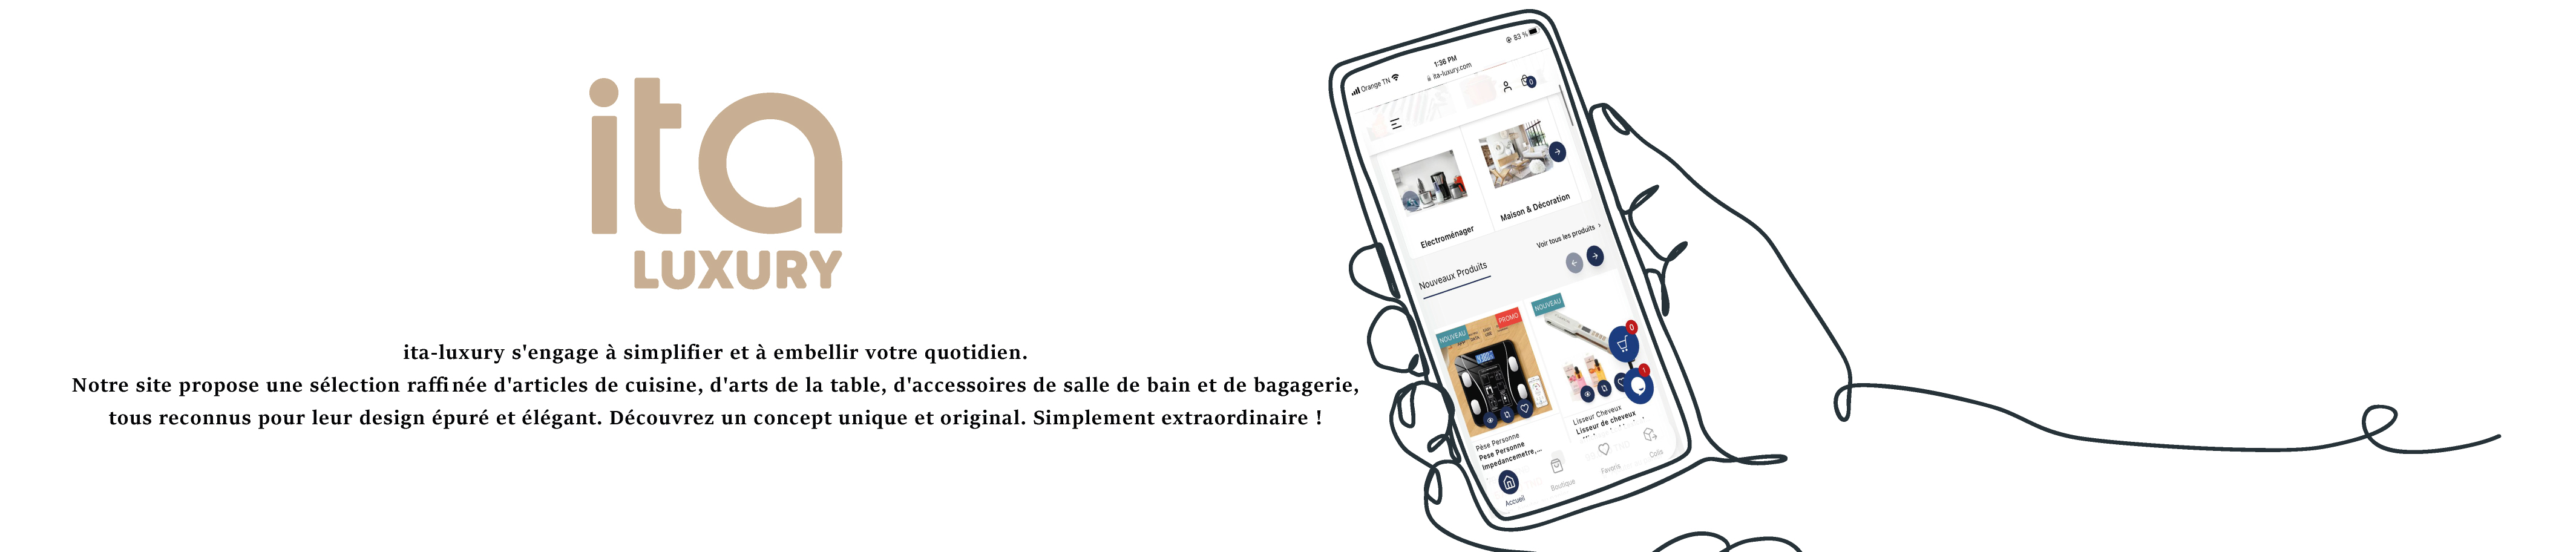 ita
LUXURY
ita-luxury s'engage à simplifier et à embellir votre quotidien.
Notre site propose une sélection raffinée d'articles de cuisine, d'arts de la table, d'accessoires de salle de bain et de bagagerie,
tous reconnus pour leur design épuré et élégant. Découvrez un concept unique et original. Simplement extraordinaire !
Orange TN
1:36 PM
83 %
ita-luxury.com
0
Electroménager
Maison & Décoration
Voir tous les produits
Nouveaux Produits
NOUVEAU
PROMO
NOUVEAU
0
1
Pèse Personne
Pese Personne
Impedancemetre,...
Lisseur Cheveux
Lisseur de cheveux
Accueil
Boutique
Favoris
Colis